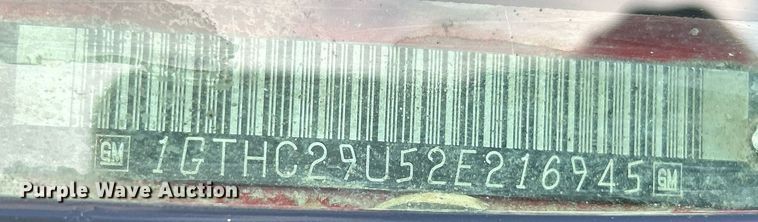 GM 1GTHC29U52E216945 GM
Purple Wave Auction